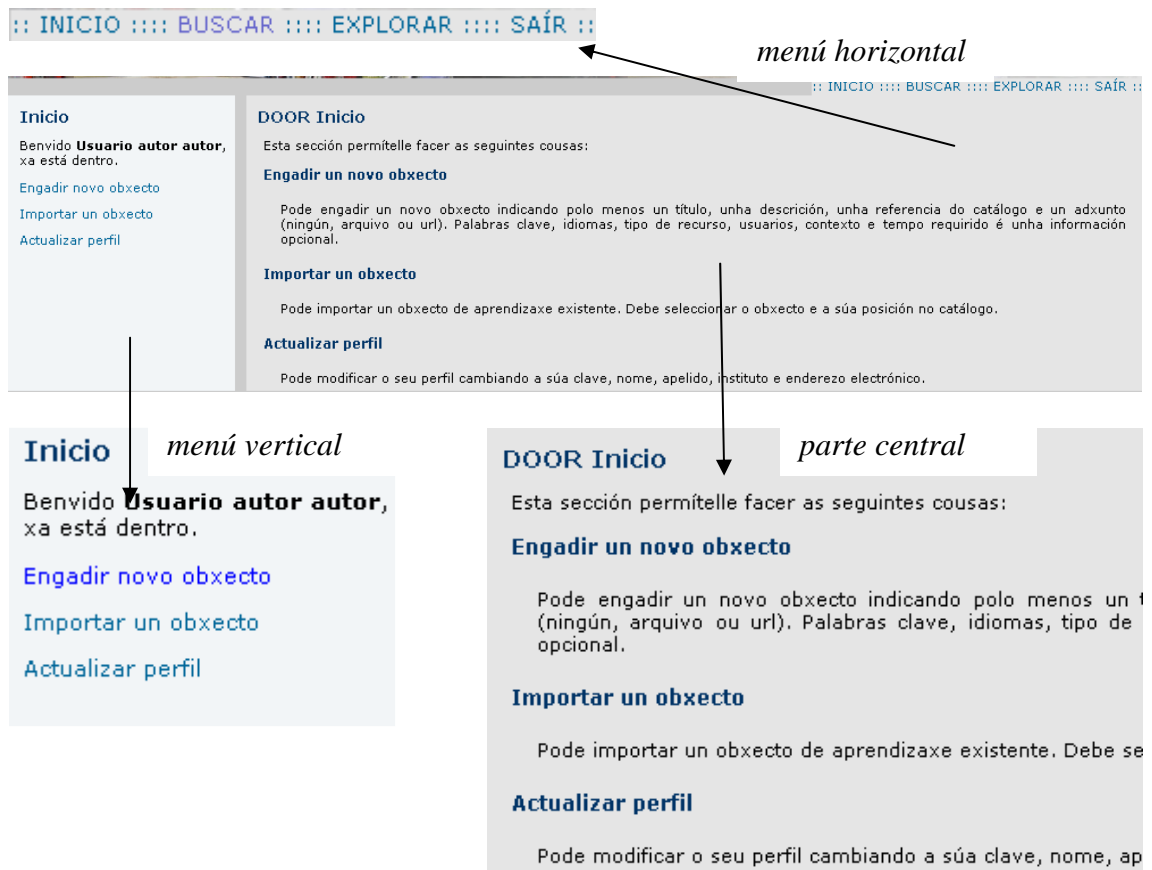 :: INICIO :::: BUSCAR :::: EXPLORAR :::: SAÍR ::
menú horizontal
:: INICIO :::: BUSCAR :::: EXPLORAR :::: SAÍR ::
Inicio
Benvido Usuario autor autor,
xa está dentro.
Engadir novo obxecto
Importar un obxecto
Actualizar perfil
DOOR Inicio
Esta sección permítelle facer as seguintes cousas:
Engadir un novo obxecto
Pode engadir un novo obxecto indicando polo menos un título, unha descrición, unha referencia do catálogo e un adxunto
(ningún, arquivo ou url). Palabras clave, idiomas, tipo de recurso, usuarios, contexto e tempo requirido é unha información
opcional.
Importar un obxecto
Pode importar un obxecto de aprendizaxe existente. Debe seleccionar o obxecto e a súa posición no catálogo.
Actualizar perfil
Pode modificar o seu perfil cambiando a súa clave, nome, apelido, instituto e enderezo electrónico.
menú vertical
Inicio
Benvido Usuario autor autor,
xa está dentro.
Engadir novo obxecto
Importar un obxecto
Actualizar perfil
parte central
DOOR Inicio
Esta sección permítelle facer as seguintes cousas:
Engadir un novo obxecto
Pode engadir un novo obxecto indicando polo menos un t
(ningún, arquivo ou url). Palabras clave, idiomas, tipo de
opcional.
Importar un obxecto
Pode importar un obxecto de aprendizaxe existente. Debe se
Actualizar perfil
Pode modificar o seu perfil cambiando a súa clave, nome, ap